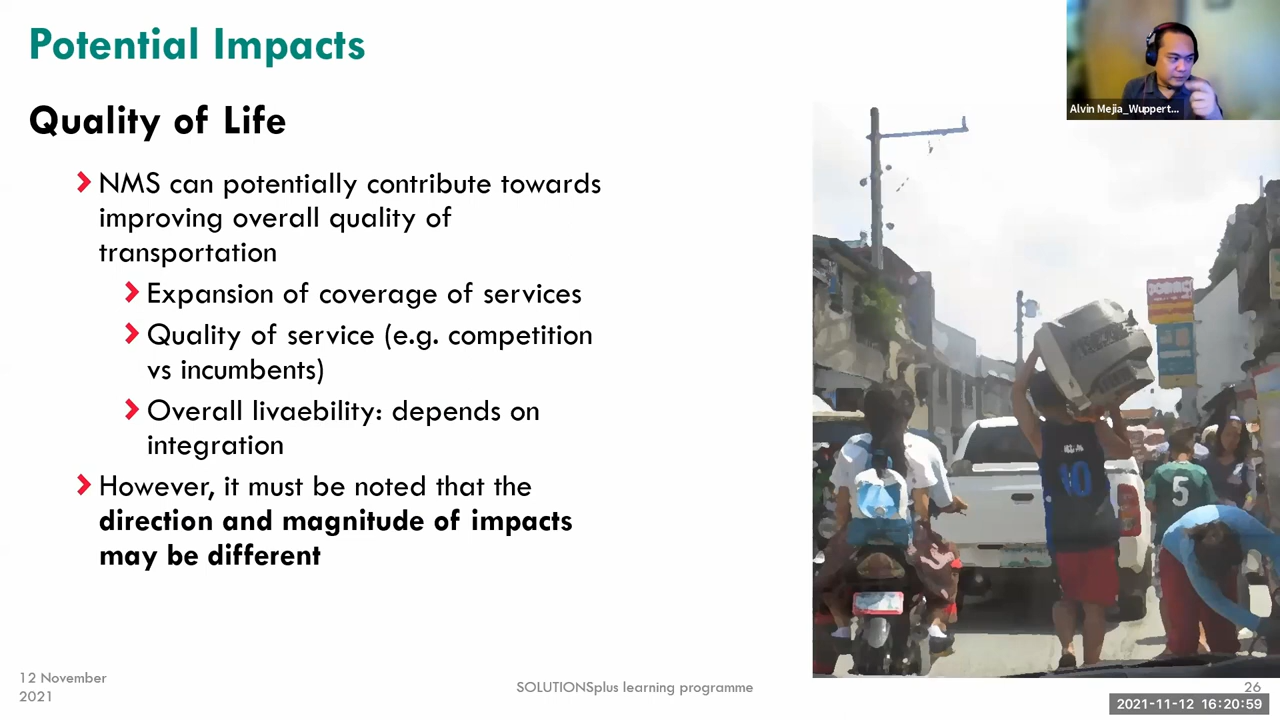 Potential Impacts
Alvin Mejia_Wuppert...
Quality of Life
NMS can potentially contribute towards
improving overall quality of
transportation
Expansion of coverage of services
Quality of service (e.g. competition
vs incumbents)
Overall livaebility: depends on
integration
However, it must be noted that the
direction and magnitude of impacts
may be different
10
5
12 November
2021
SOLUTIONSplus learning programme
26
2021-11-12 16:20:59